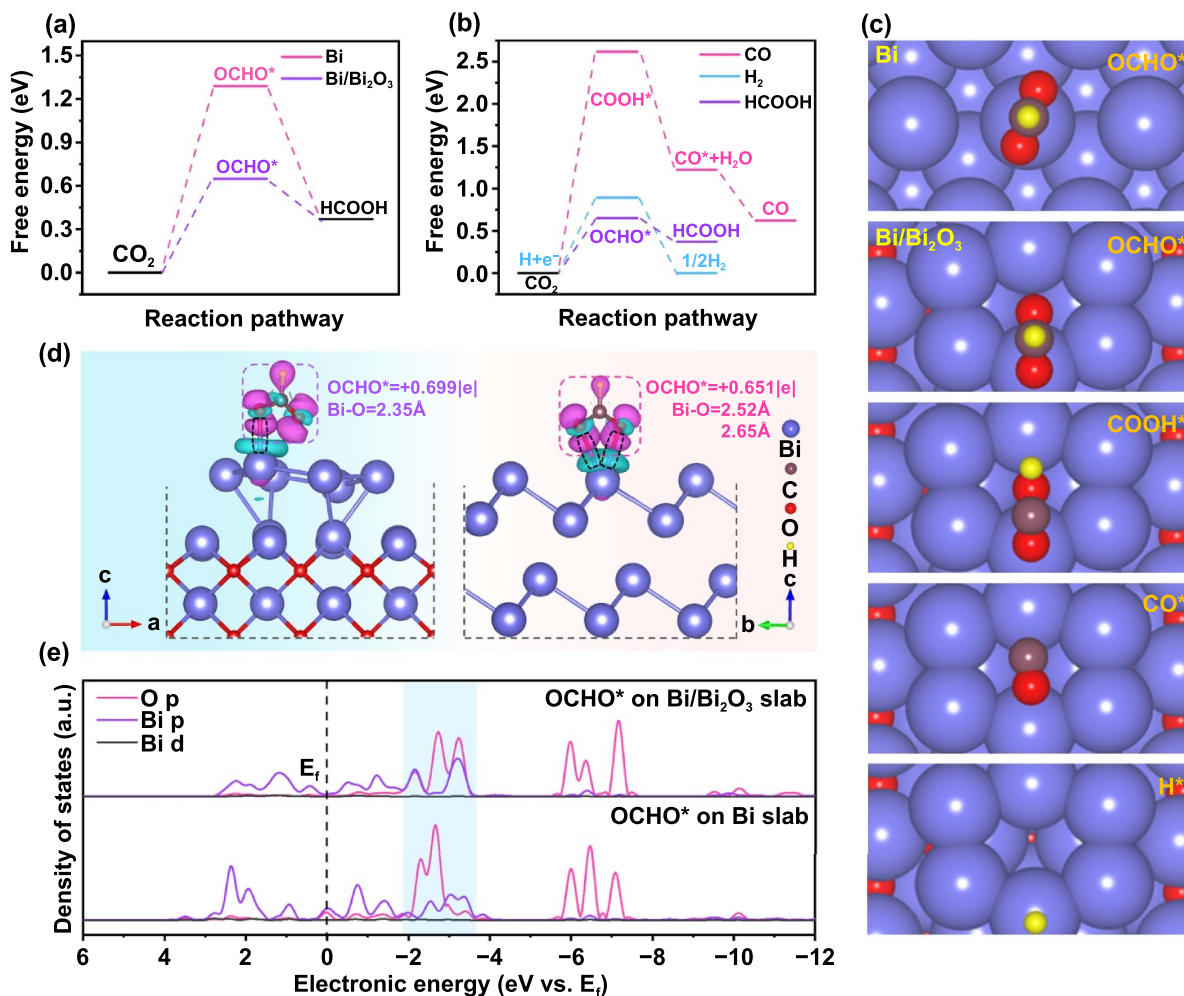 (a)
Free energy (eV)
1.5
1.2
0.9
0.6
0.3
0.0
OCHO*
Bi
Bi/Bi₂O₃
OCHO*
HCOOH
CO₂
Reaction pathway
(b)
Free energy (eV)
2.5
2.0
1.5
1.0
0.5
0.0
CO
H₂
HCOOH
COOH*
CO*+H₂O
CO
HCOOH
OCHO*
H+e⁻
CO₂
1/2H₂
Reaction pathway
(c)
Bi
OCHO*
Bi/Bi₂O₃
OCHO*
COOH*
CO*
H*
(d)
OCHO*=+0.699|e|
Bi-O=2.35Å
OCHO*=+0.651|e|
Bi-O=2.52Å
2.65Å
Bi
C
O
H
c
a
c
b
(e)
Density of states (a.u.)
O p
Bi p
Bi d
E_f
OCHO* on Bi/Bi₂O₃ slab
OCHO* on Bi slab
6 4 2 0 −2 −4 −6 −8 −10 −12
Electronic energy (eV vs. E_f)